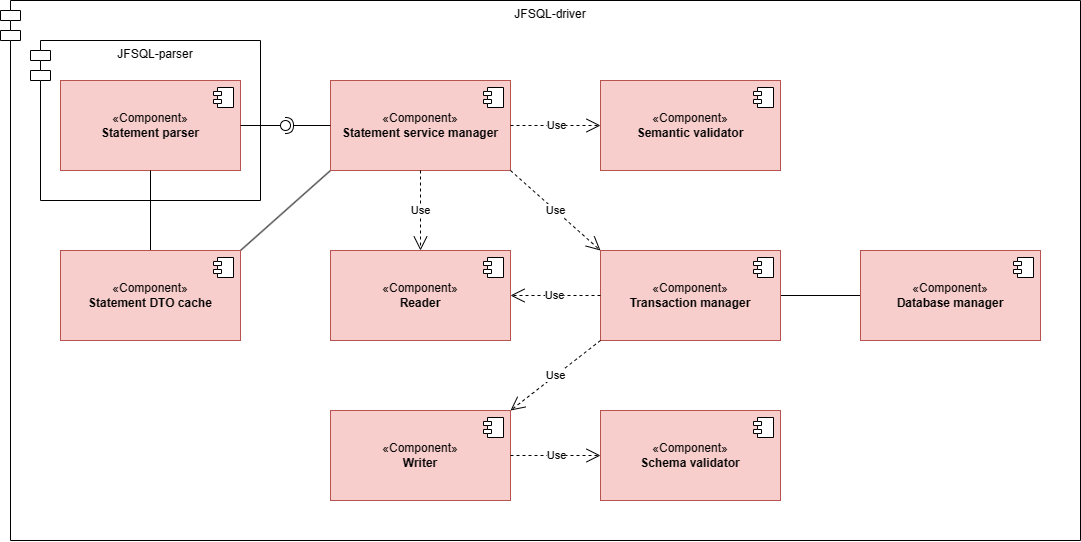 JFSQL-driver
JFSQL-parser
«Component»
Statement parser
«Component»
Statement service manager
Use
«Component»
Semantic validator
Use
Use
«Component»
Statement DTO cache
«Component»
Reader
Use
«Component»
Transaction manager
«Component»
Database manager
Use
«Component»
Writer
Use
«Component»
Schema validator